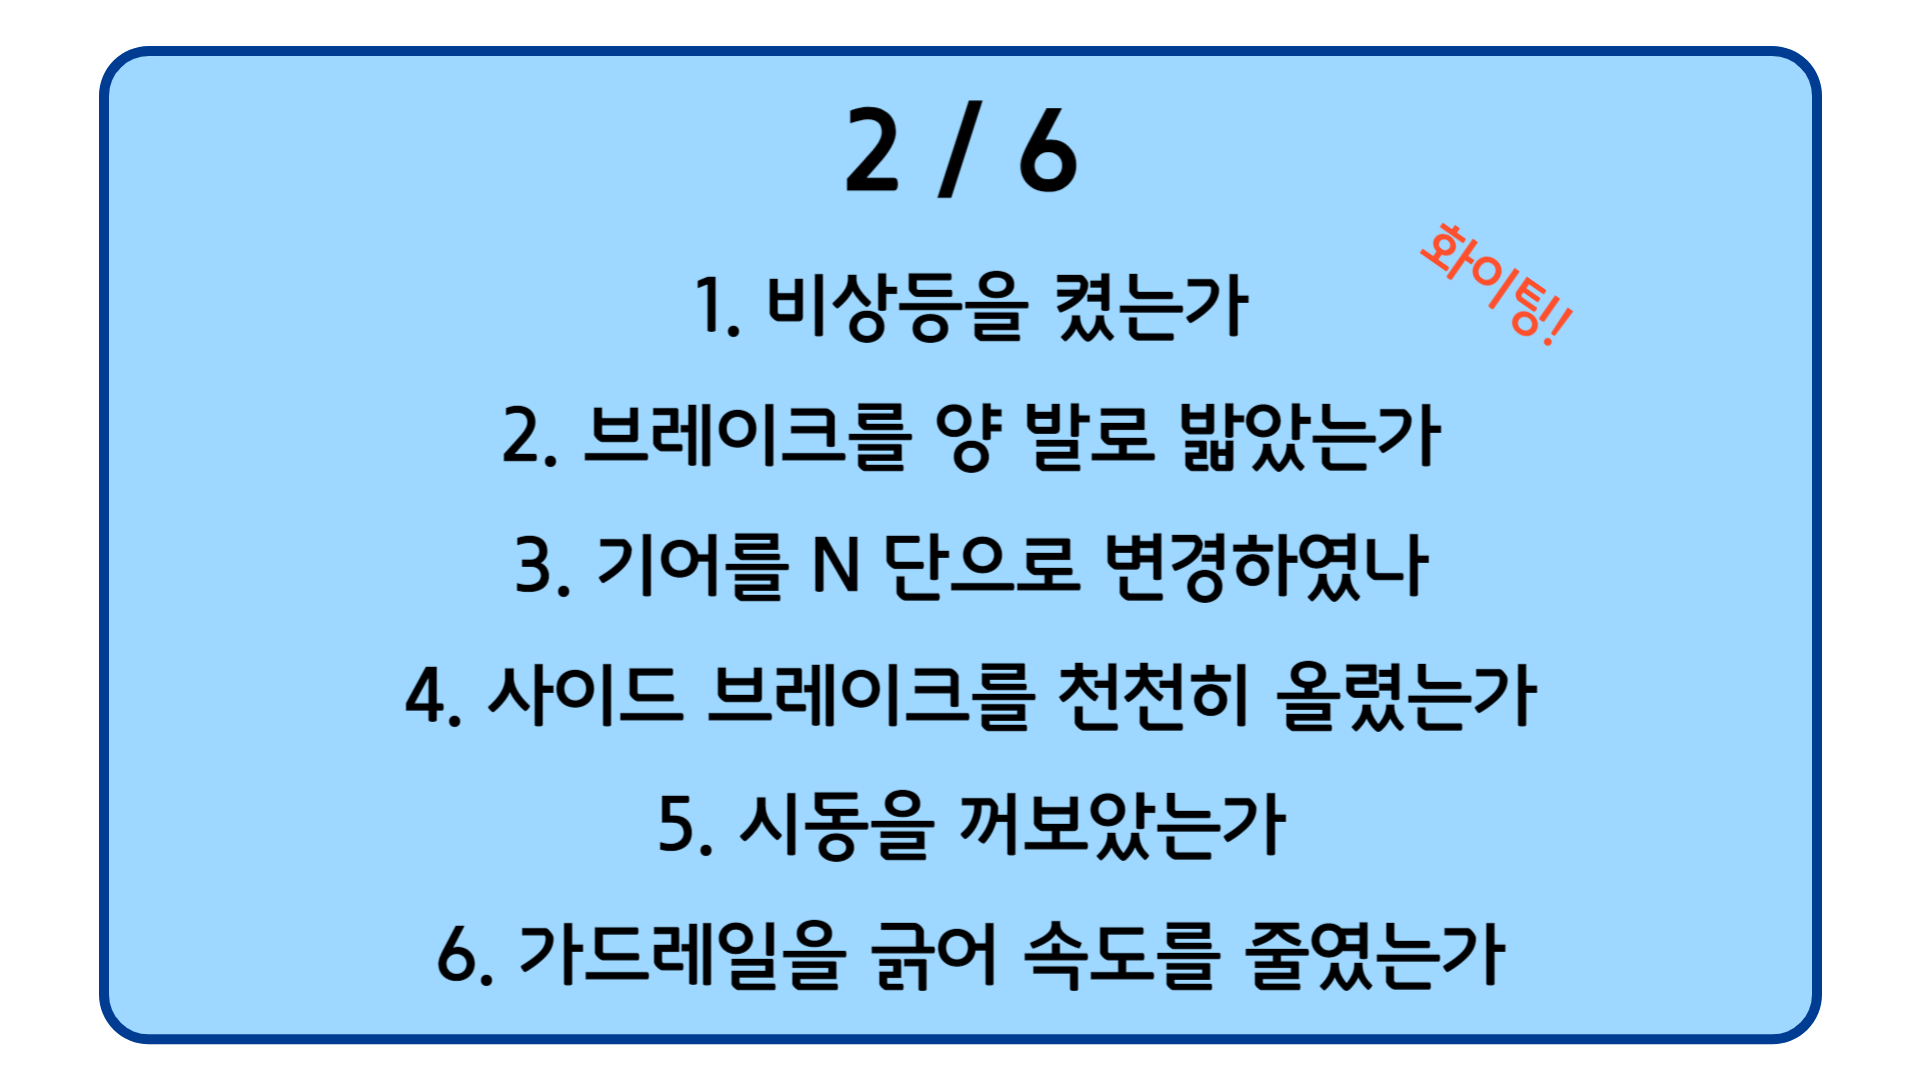 2 / 6
화이팅!
1. 비상등을 켰는가
2. 브레이크를 양 발로 밟았는가
3. 기어를 N 단으로 변경하였나
4. 사이드 브레이크를 천천히 올렸는가
5. 시동을 꺼보았는가
6. 가드레일을 긁어 속도를 줄였는가